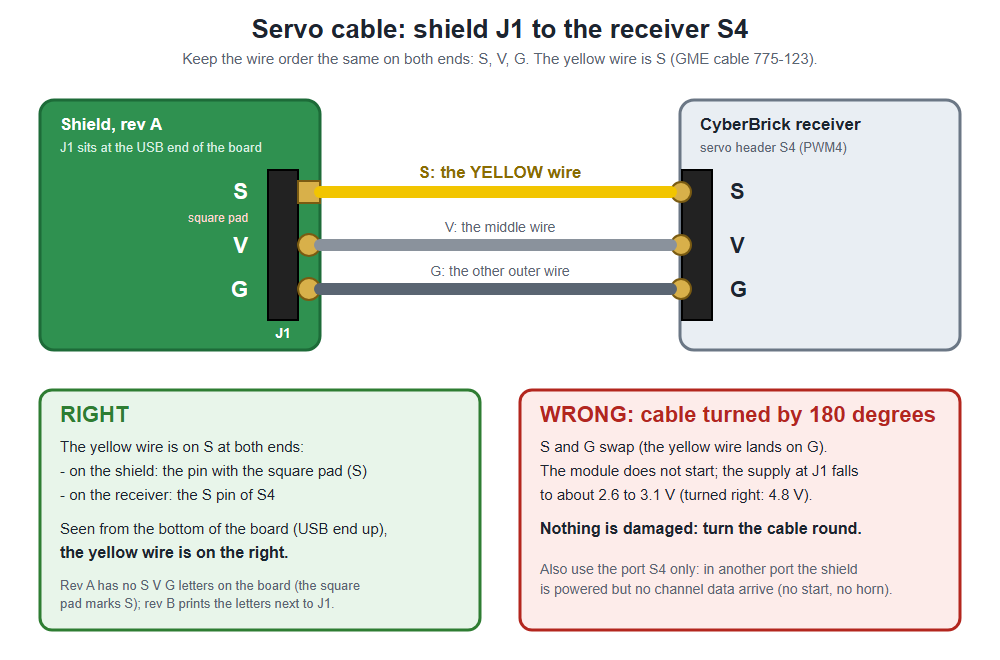 Servo cable: shield J1 to the receiver S4
Keep the wire order the same on both ends: S, V, G. The yellow wire is S (GME cable 775-123).
Shield, rev A
J1 sits at the USB end of the board
S
square pad
V
G
J1
S: the YELLOW wire
V: the middle wire
G: the other outer wire
CyberBrick receiver
servo header S4 (PWM4)
S
V
G
RIGHT
The yellow wire is on S at both ends:
- on the shield: the pin with the square pad (S)
- on the receiver: the S pin of S4
Seen from the bottom of the board (USB end up),
the yellow wire is on the right.
Rev A has no S V G letters on the board (the square
pad marks S); rev B prints the letters next to J1.
WRONG: cable turned by 180 degrees
S and G swap (the yellow wire lands on G).
The module does not start; the supply at J1 falls
to about 2.6 to 3.1 V (turned right: 4.8 V).
Nothing is damaged: turn the cable round.
Also use the port S4 only: in another port the shield
is powered but no channel data arrive (no start, no horn).